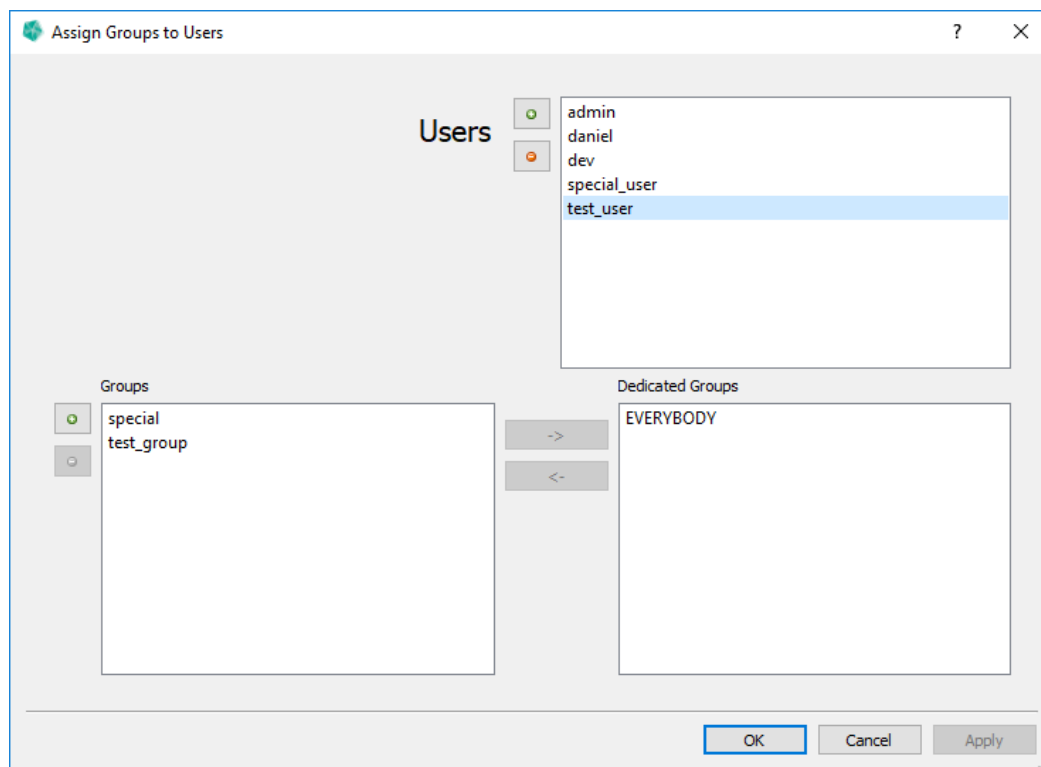 Assign Groups to Users
?
Users
admin
daniel
dev
special_user
test_user
Groups
special
test_group
->
<-
Dedicated Groups
EVERYBODY
OK
Cancel
Apply